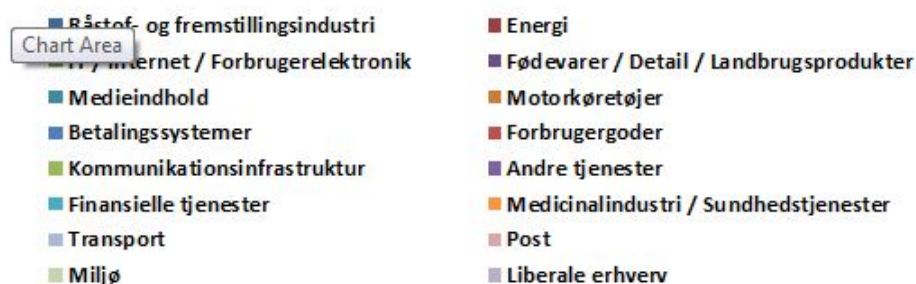 Råstof- og fremstillingsindustri
Energi
Chart Area
/ Internet / Forbrugerelektronik
Fødevarer / Detail / Landbrugsprodukter
Medieindhold
Motorkøretøjer
Betalingssystemer
Forbrugergoder
Kommunikationsinfrastruktur
Andre tjenester
Finansielle tjenester
Medicinalindustri / Sundhedstjenester
Transport
Post
Miljø
Liberale erhverv